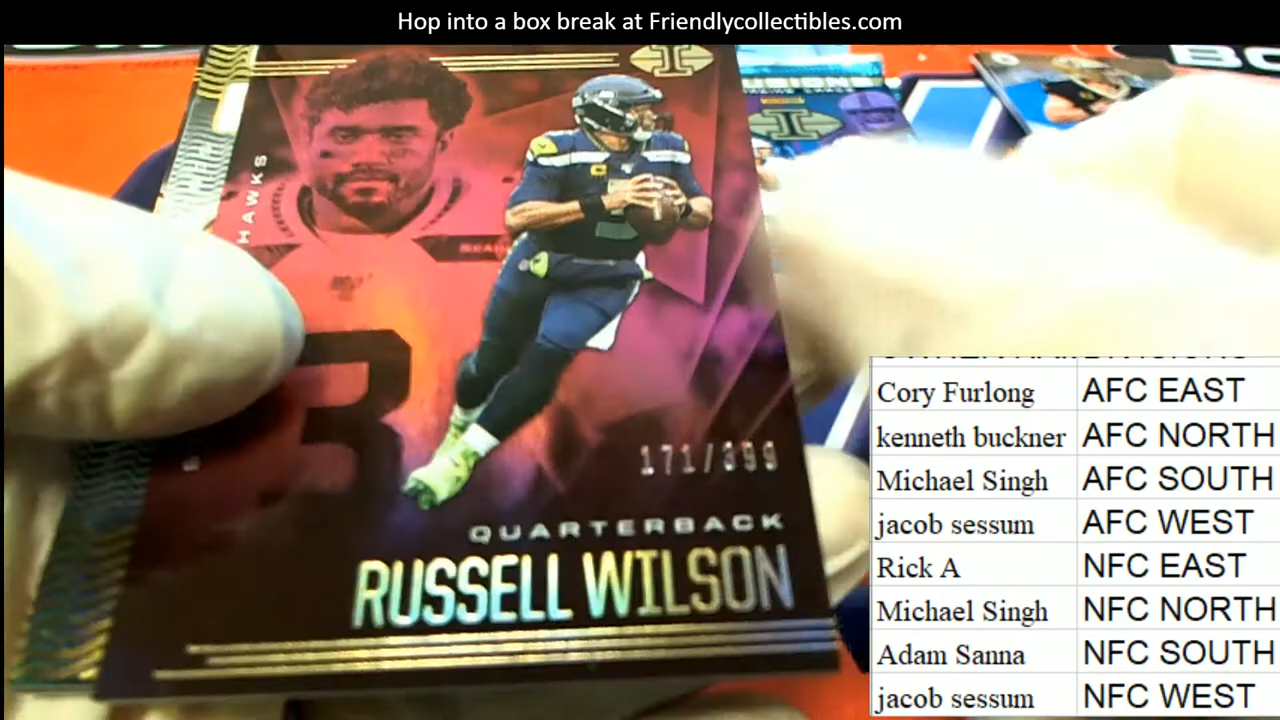 Hop into a box break at Friendlycollectibles.com
I
HAWKS
I
3
171/399
QUARTERBACK
RUSSELL WILSON
Cory Furlong AFC EAST
kenneth buckner AFC NORTH
Michael Singh AFC SOUTH
jacob sessum AFC WEST
Rick A NFC EAST
Michael Singh NFC NORTH
Adam Sanna NFC SOUTH
jacob sessum NFC WEST